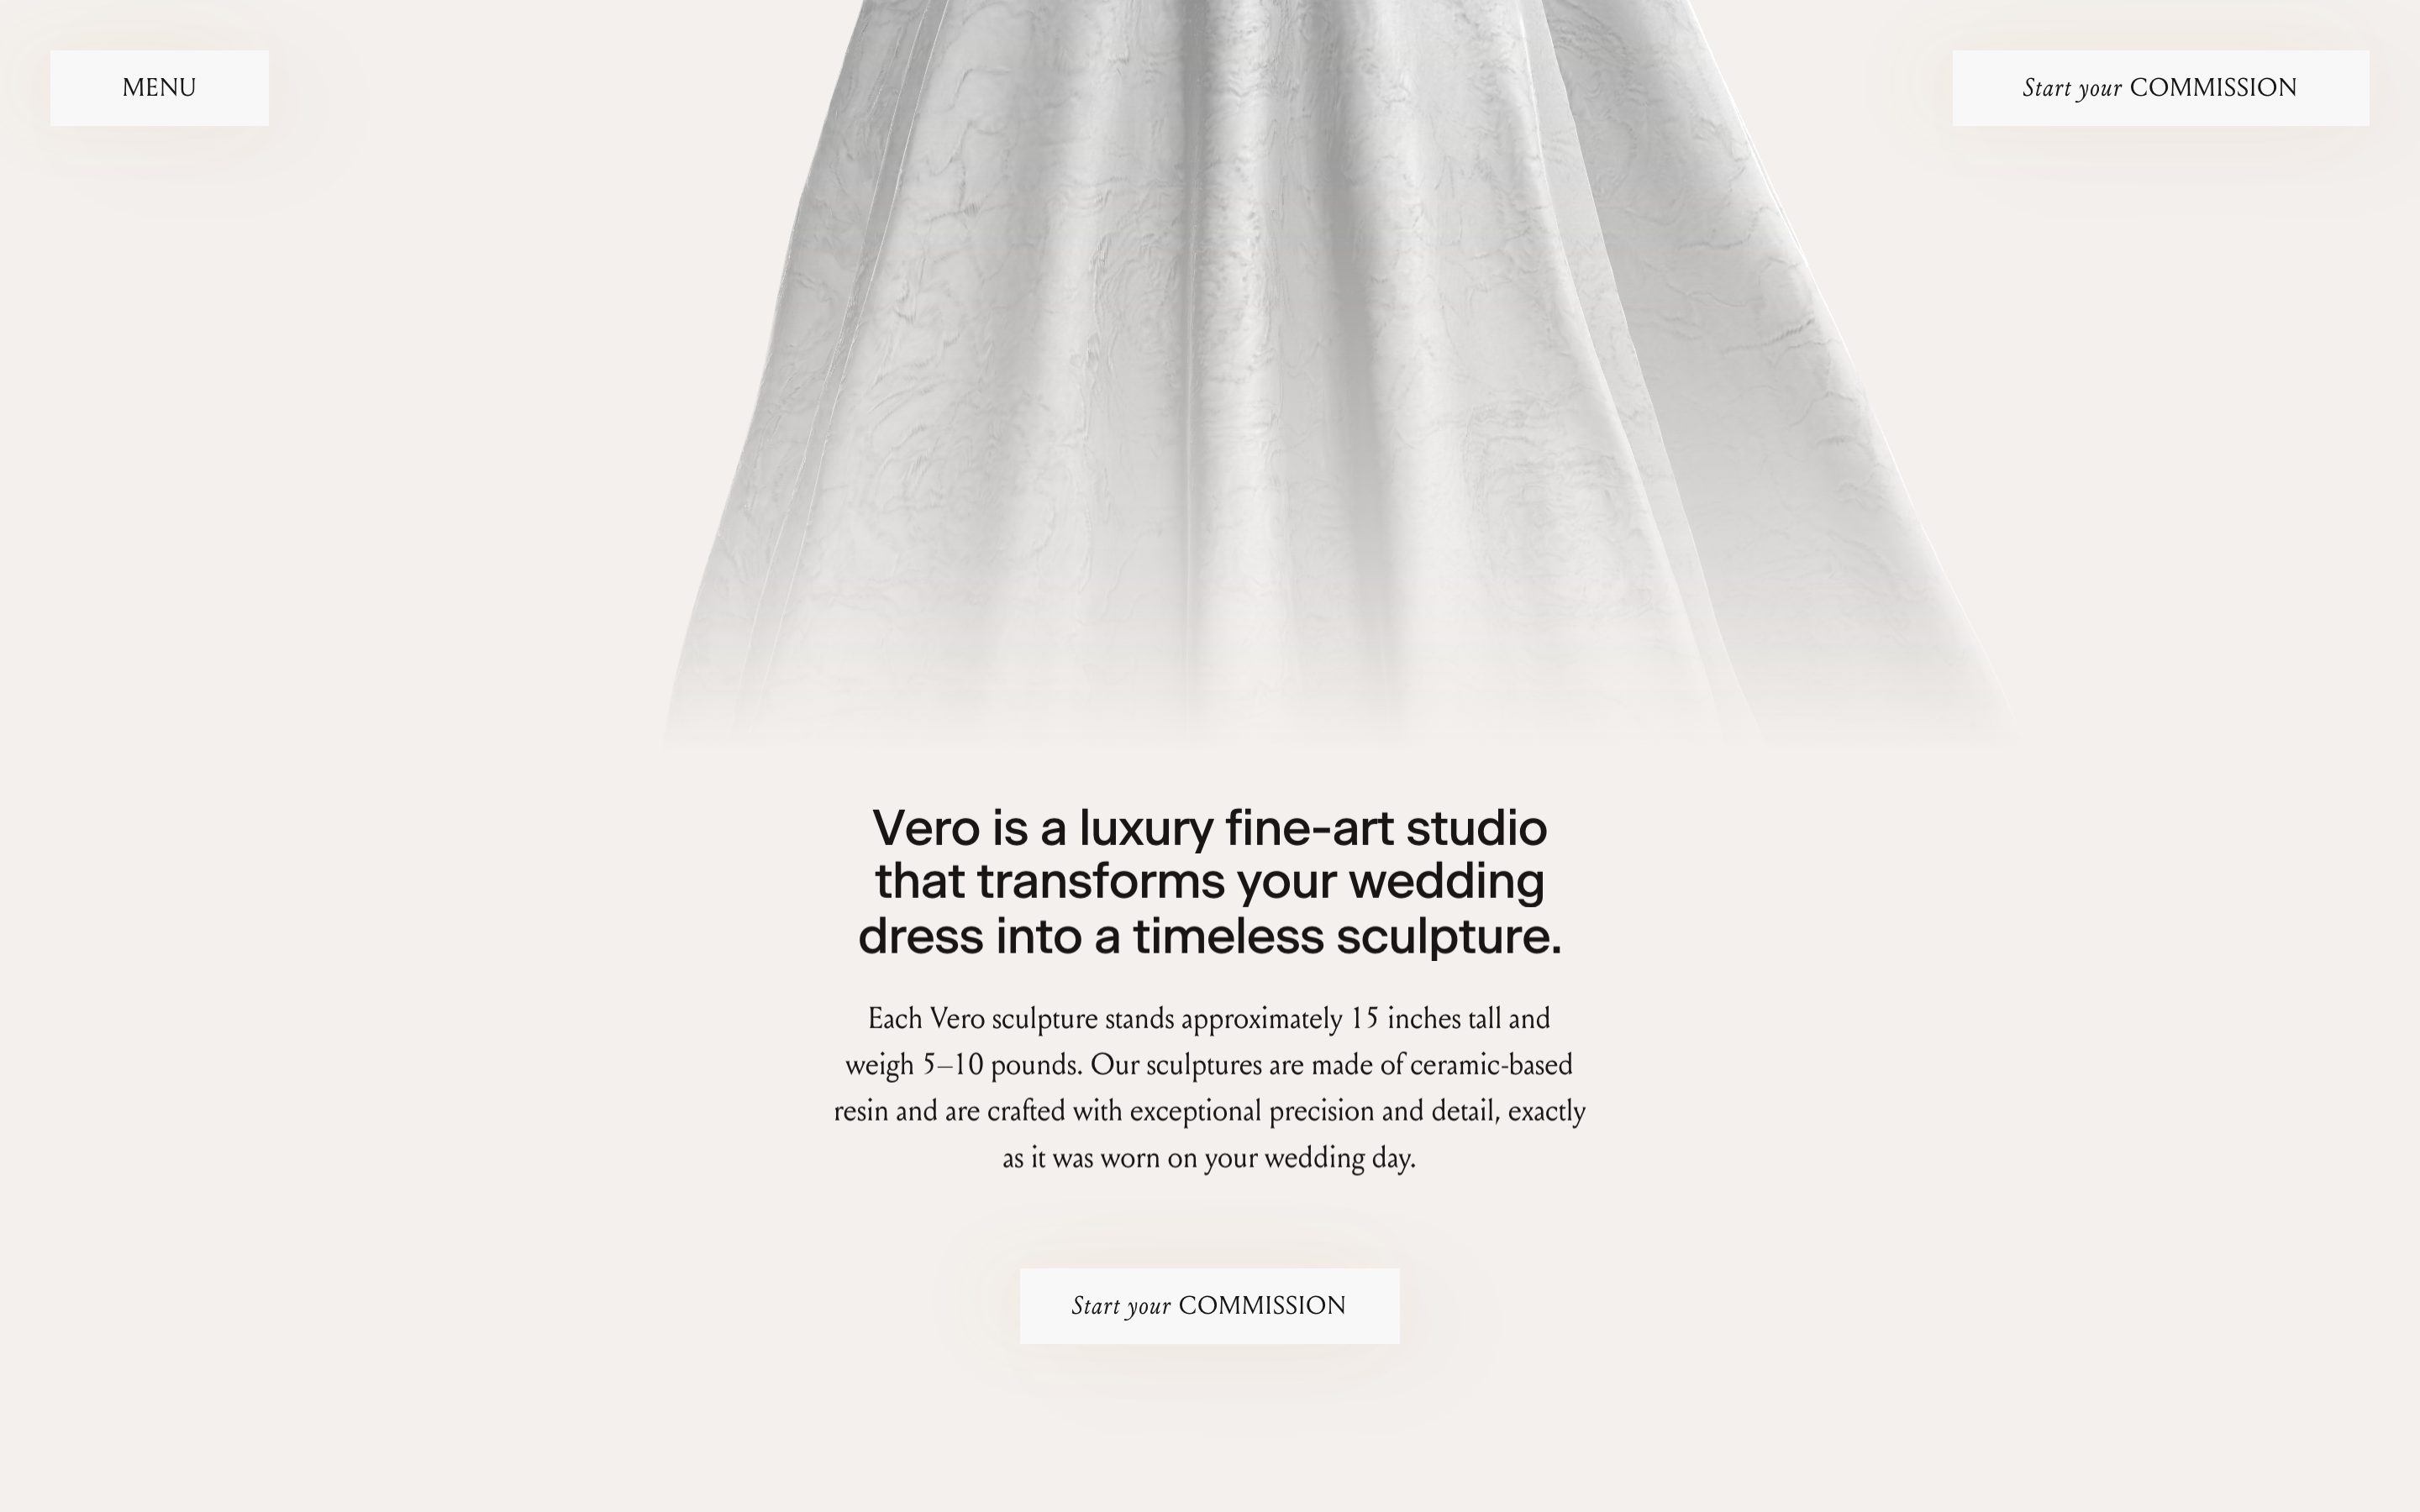 MENU
Start your COMMISSION
Vero is a luxury fine-art studio
that transforms your wedding
dress into a timeless sculpture.
Each Vero sculpture stands approximately 15 inches tall and
weigh 5–10 pounds. Our sculptures are made of ceramic-based
resin and are crafted with exceptional precision and detail, exactly
as it was worn on your wedding day.
Start your COMMISSION